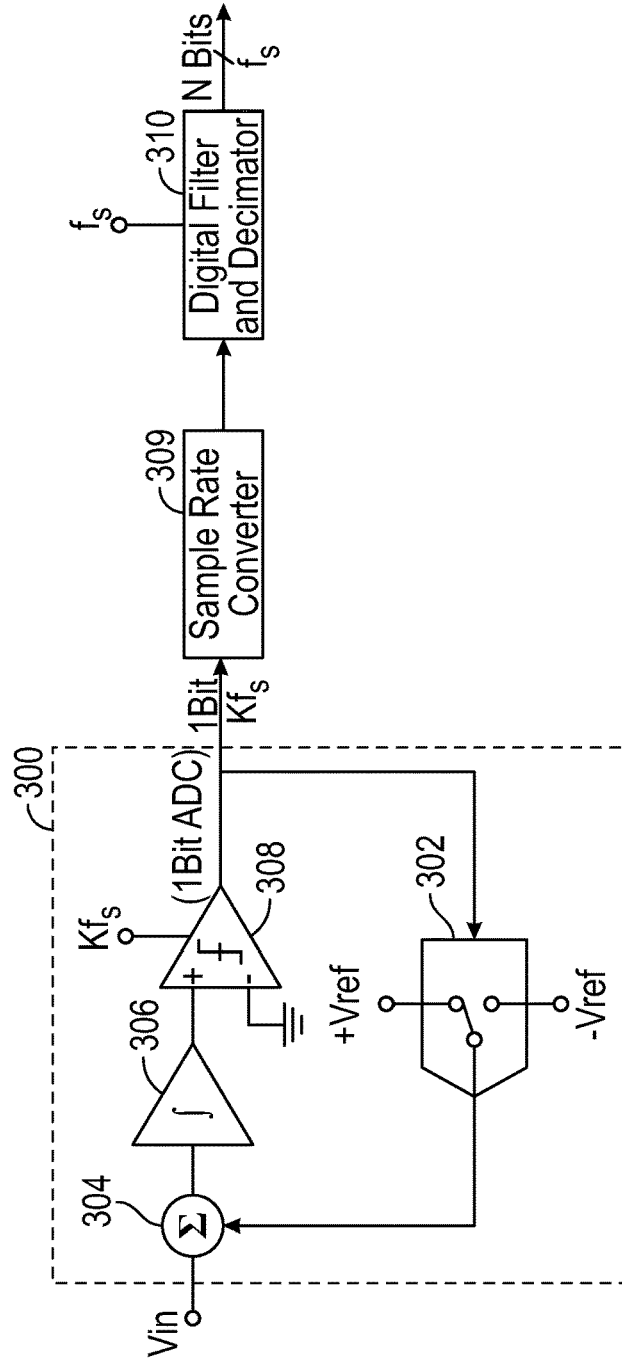 300
Vin
304
Σ
306
∫
Kfs
+
-
308
(1Bit ADC)
1Bit
Kfs
302
+Vref
-Vref
309
Sample Rate
Converter
310
fs
Digital Filter
and Decimator
N Bits
fs